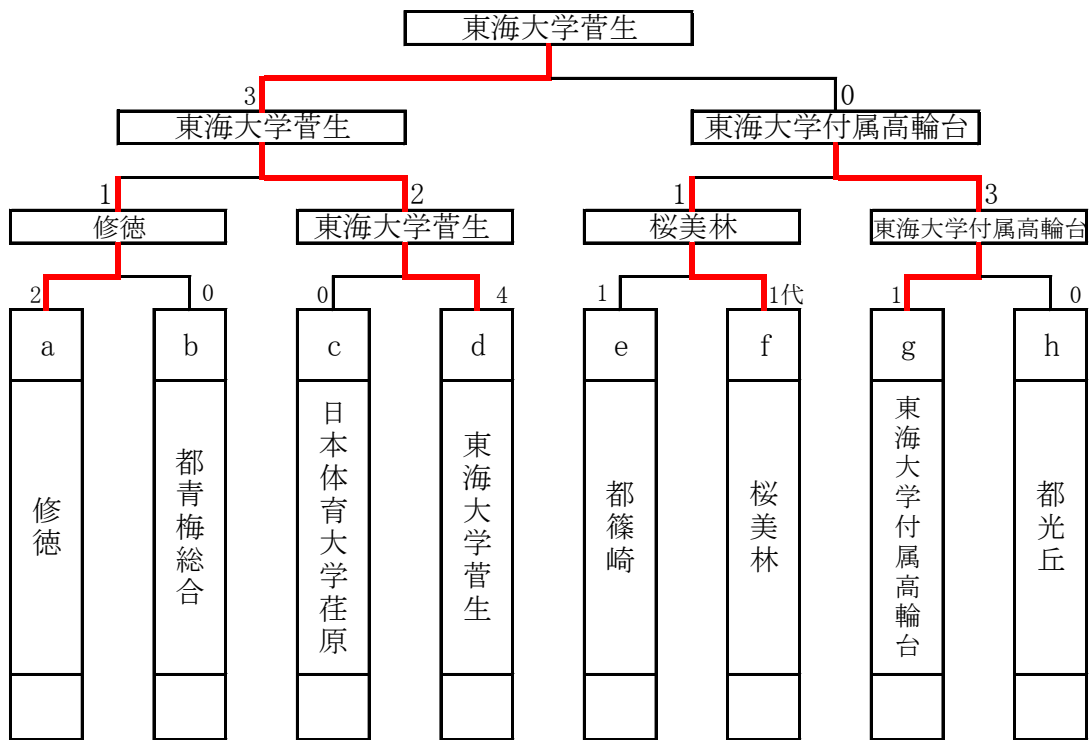 東海大学菅生
3
0
東海大学菅生
東海大学付属高輪台
1
2
1
3
修徳
東海大学菅生
桜美林
東海大学付属高輪台
2
0
0
4
1
1代
1
0
a
b
c
d
e
f
g
h
修徳
都青梅総合
日本体育大学荏原
東海大学菅生
都篠崎
桜美林
東海大学付属高輪台
都光丘